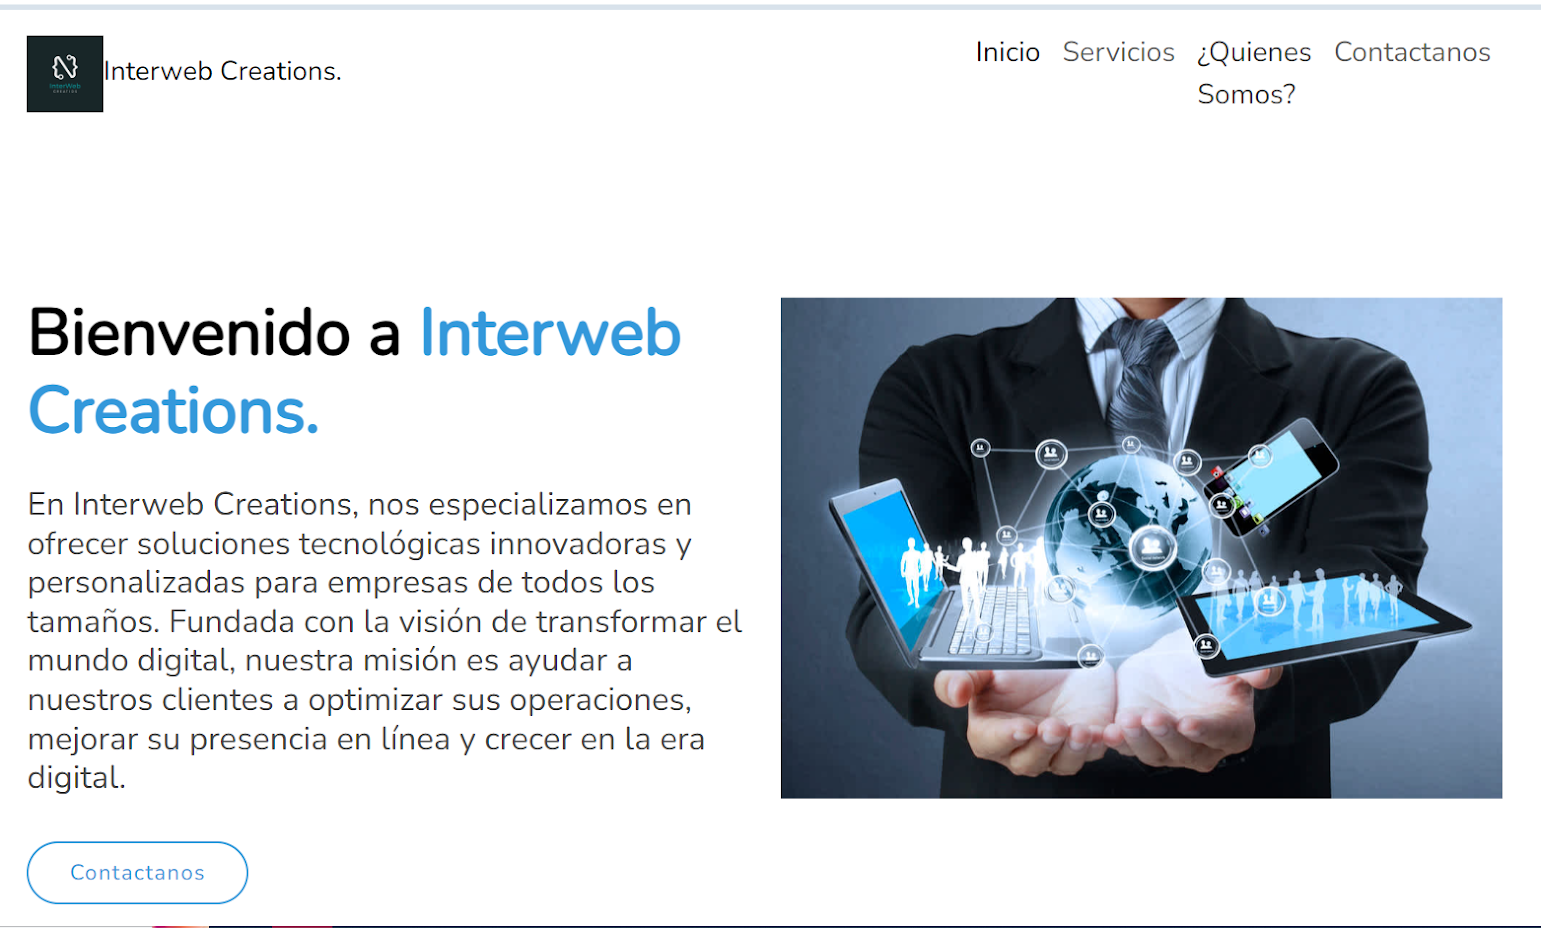 InterWeb
CREATIOS
Interweb Creations.
Inicio Servicios ¿Quienes Somos? Contactanos
Bienvenido a Interweb
Creations.
En Interweb Creations, nos especializamos en
ofrecer soluciones tecnológicas innovadoras y
personalizadas para empresas de todos los
tamaños. Fundada con la visión de transformar el
mundo digital, nuestra misión es ayudar a
nuestros clientes a optimizar sus operaciones,
mejorar su presencia en línea y crecer en la era
digital.
Contactanos